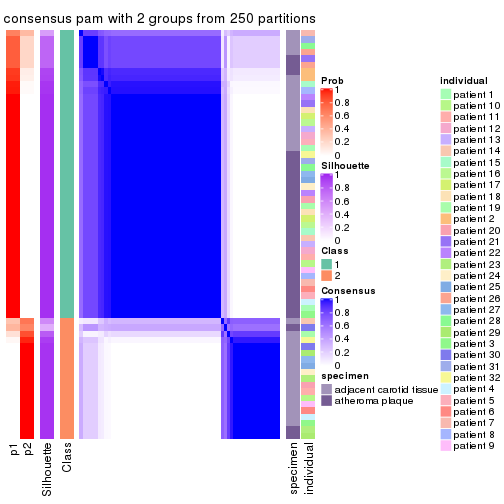 consensus pam with 2 groups from 250 partitions
Prob
1
0.8
0.6
0.4
0.2
0
Silhouette
1
0.8
0.6
0.4
0.2
0
Class
1
2
Consensus
1
0.8
0.6
0.4
0.2
0
specimen
adjacent carotid tissue
atheroma plaque
individual
patient 1
patient 10
patient 11
patient 12
patient 13
patient 14
patient 15
patient 16
patient 17
patient 18
patient 19
patient 2
patient 20
patient 21
patient 22
patient 23
patient 24
patient 25
patient 26
patient 27
patient 28
patient 29
patient 3
patient 30
patient 31
patient 32
patient 4
patient 5
patient 6
patient 7
patient 8
patient 9
p1
p2
Silhouette
Class
specimen
individual